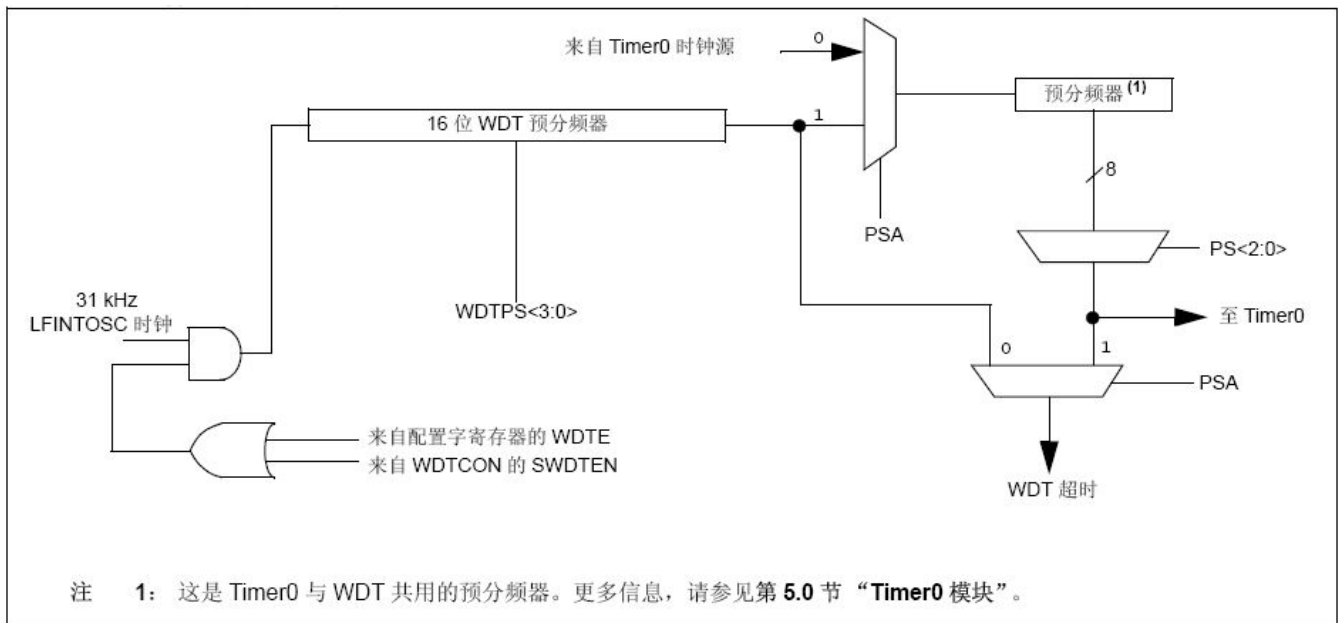 来自 Timer0 时钟源
0
预分频器(1)
16 位 WDT 预分频器
1
8
PSA
PS<2:0>
31 kHz
LFINTOSC 时钟
WDTPS<3:0>
至 Timer0
0
1
PSA
来自配置字寄存器的 WDTE
来自 WDTCON 的 SWDTEN
WDT 超时
注 1: 这是 Timer0 与 WDT 共用的预分频器。更多信息，请参见第 5.0 节 “Timer0 模块”。